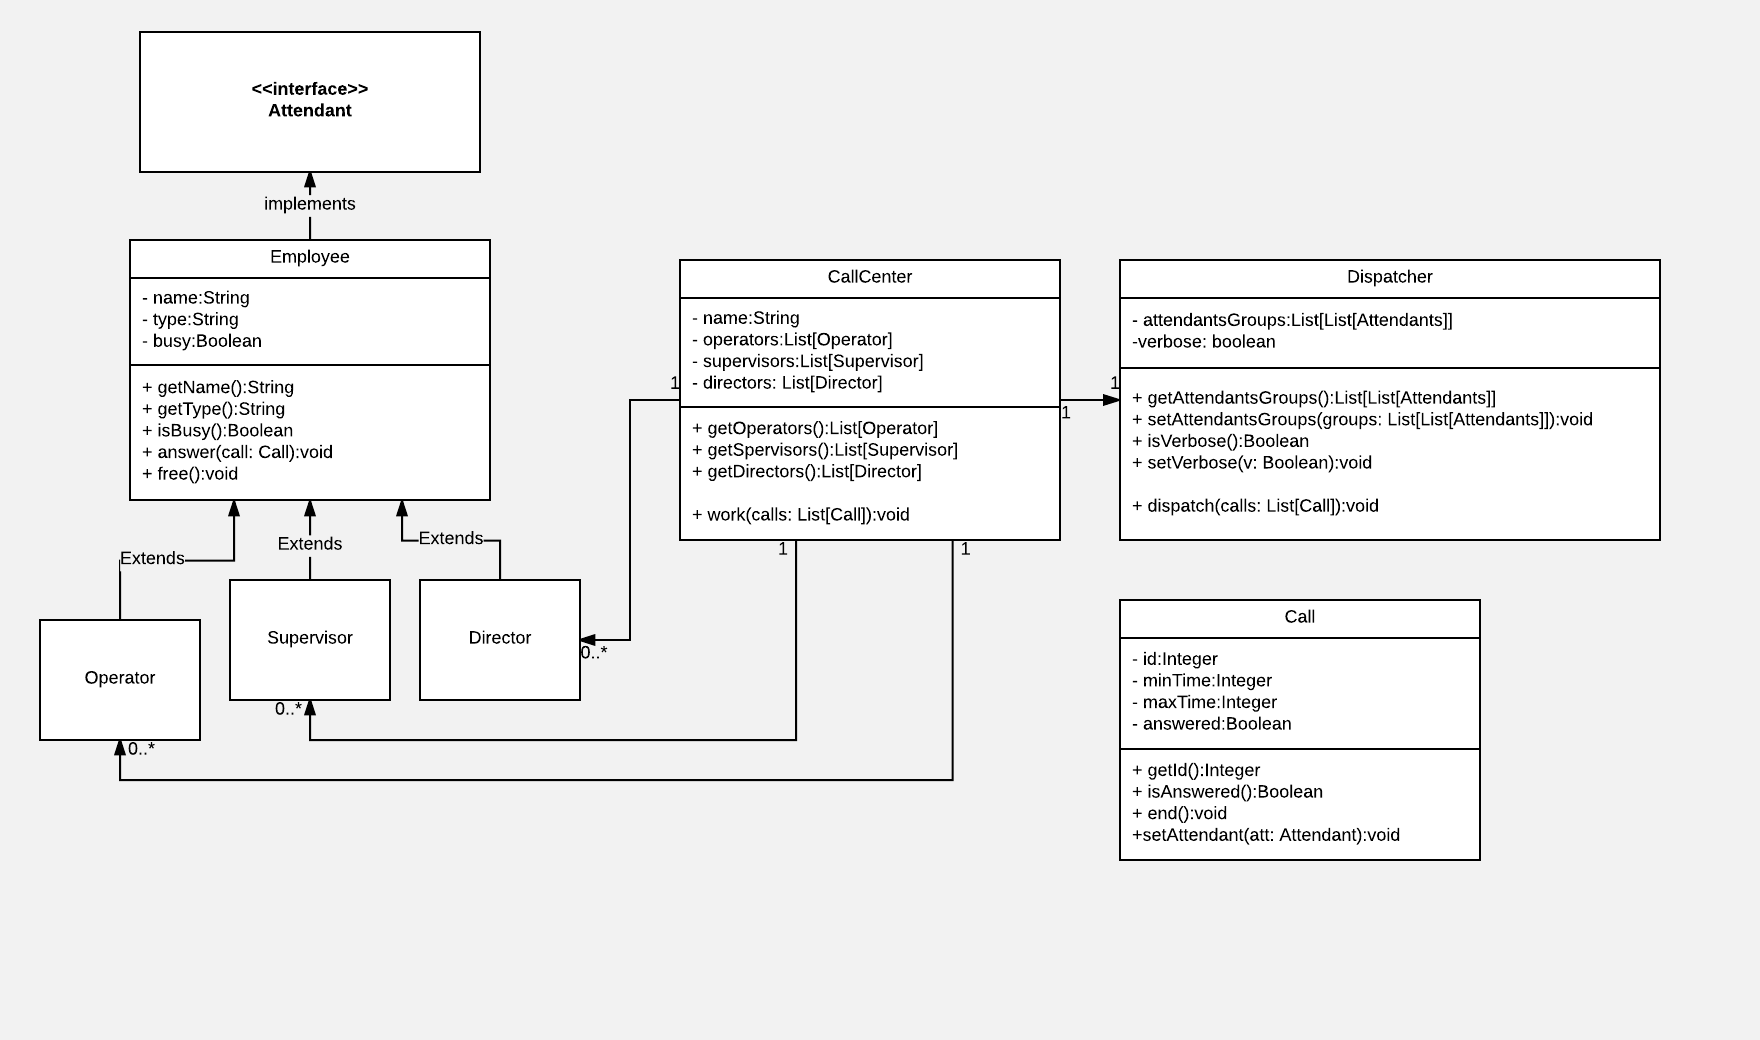 <<interface>>
Attendant
implements
Employee
- name:String
- type:String
- busy:Boolean
+ getName():String
+ getType():String
+ isBusy():Boolean
+ answer(call: Call):void
+ free():void
Extends
Extends
Extends
Operator
0..*
Supervisor
0..*
Director
0..*
CallCenter
- name:String
- operators:List[Operator]
- supervisors:List[Supervisor]
- directors: List[Director]
+ getOperators():List[Operator]
+ getSpervisors():List[Supervisor]
+ getDirectors():List[Director]
+ work(calls: List[Call]):void
1
1
1
1
1
Dispatcher
- attendantsGroups:List[List[Attendants]]
-verbose: boolean
+ getAttendantsGroups():List[List[Attendants]]
+ setAttendantsGroups(groups: List[List[Attendants]]):void
+ isVerbose():Boolean
+ setVerbose(v: Boolean):void
+ dispatch(calls: List[Call]):void
Call
- id:Integer
- minTime:Integer
- maxTime:Integer
- answered:Boolean
+ getId():Integer
+ isAnswered():Boolean
+ end():void
+setAttendant(att: Attendant):void